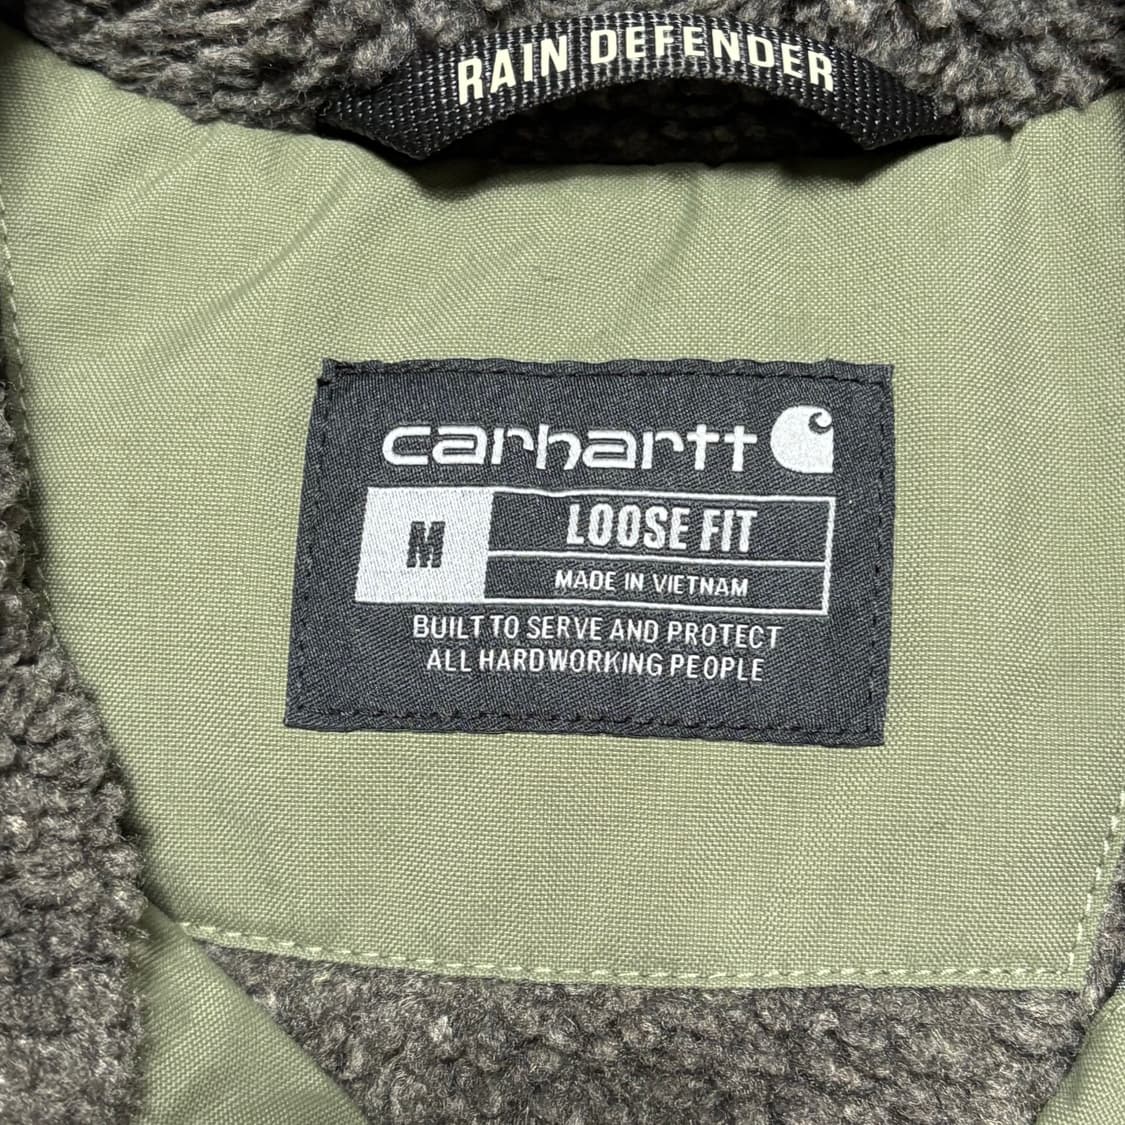 RAIN DEFENDER
carhartt
M
LOOSE FIT
MADE IN VIETNAM
BUILT TO SERVE AND PROTECT
ALL HARDWORKING PEOPLE